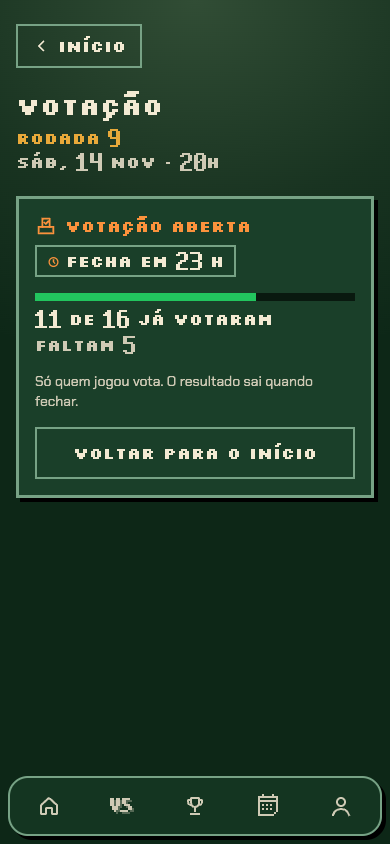 INÍCIO
VOTAÇÃO
RODADA 9
SÁB, 14 NOV · 20H
VOTAÇÃO ABERTA
FECHA EM 23 H
11 DE 16 JÁ VOTARAM
FALTAM 5
Só quem jogou vota. O resultado sai quando
fechar.
VOLTAR PARA O INÍCIO
VS